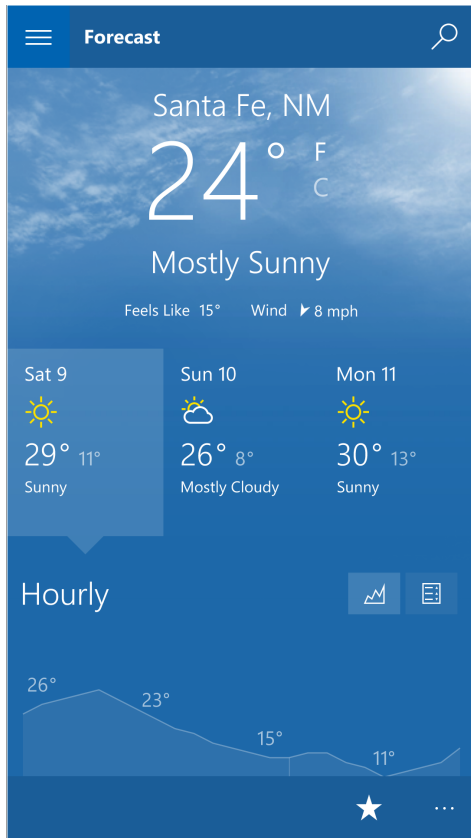 Forecast
Santa Fe, NM
24° F
C
Mostly Sunny
Feels Like 15° Wind 8 mph
Sat 9 Sun 10 Mon 11
29° 11° 26° 8° 30° 13°
Sunny Mostly Cloudy Sunny
Hourly
26°
23°
15°
11°